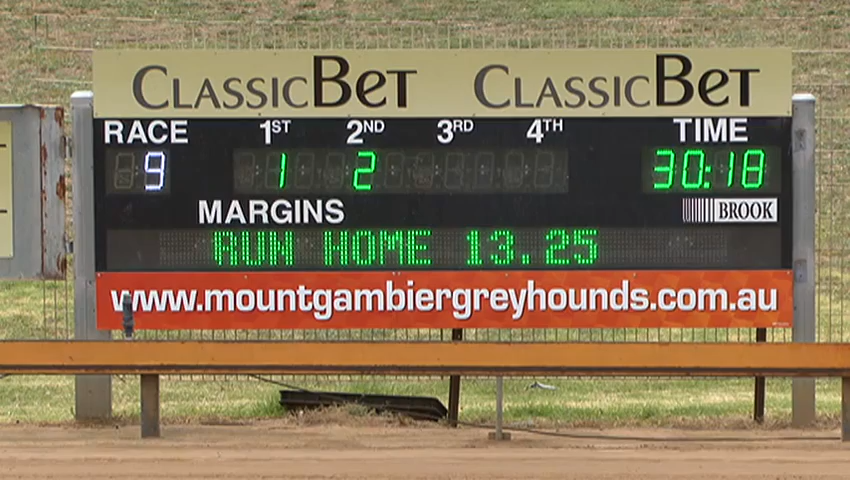 CLASSICBET CLASSICBET
RACE 1ST 2ND 3RD 4TH TIME
9 1 2 30:18
MARGINS BROOK
RUN HOME 13.25
www.mountgambiergreyhounds.com.au